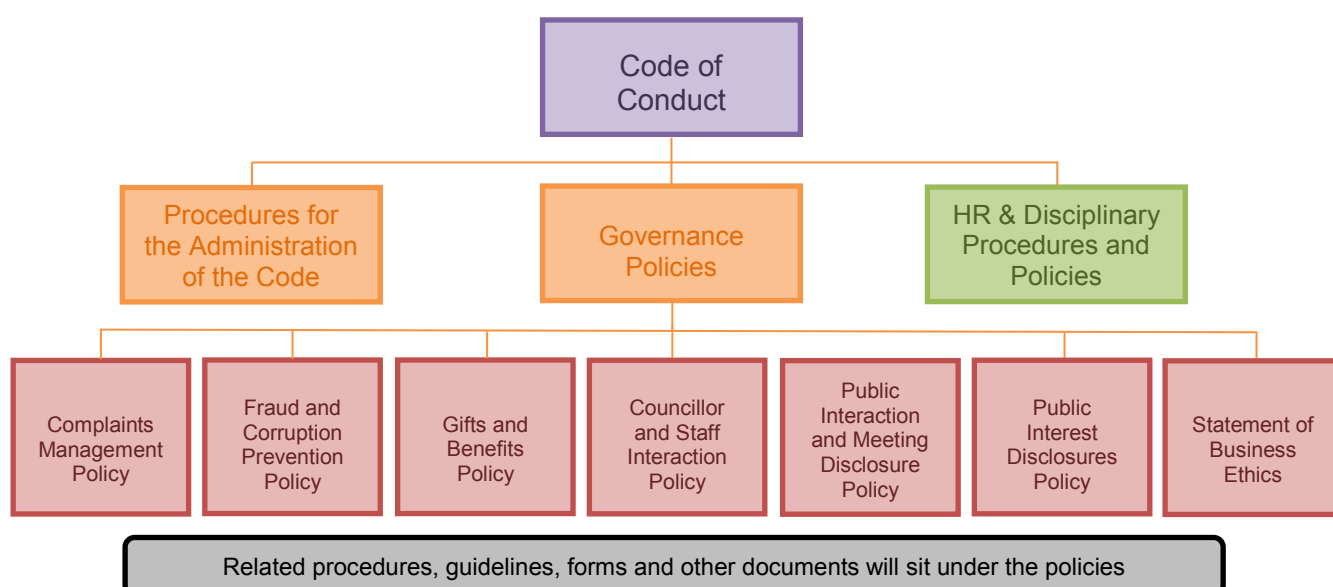 Code of
Conduct
Procedures for
the Administration
of the Code
Governance
Policies
HR & Disciplinary
Procedures and
Policies
Complaints
Management
Policy
Fraud and
Corruption
Prevention
Policy
Gifts and
Benefits
Policy
Councillor
and Staff
Interaction
Policy
Public
Interaction
and Meeting
Disclosure
Policy
Public
Interest
Disclosures
Policy
Statement of
Business
Ethics
Related procedures, guidelines, forms and other documents will sit under the policies